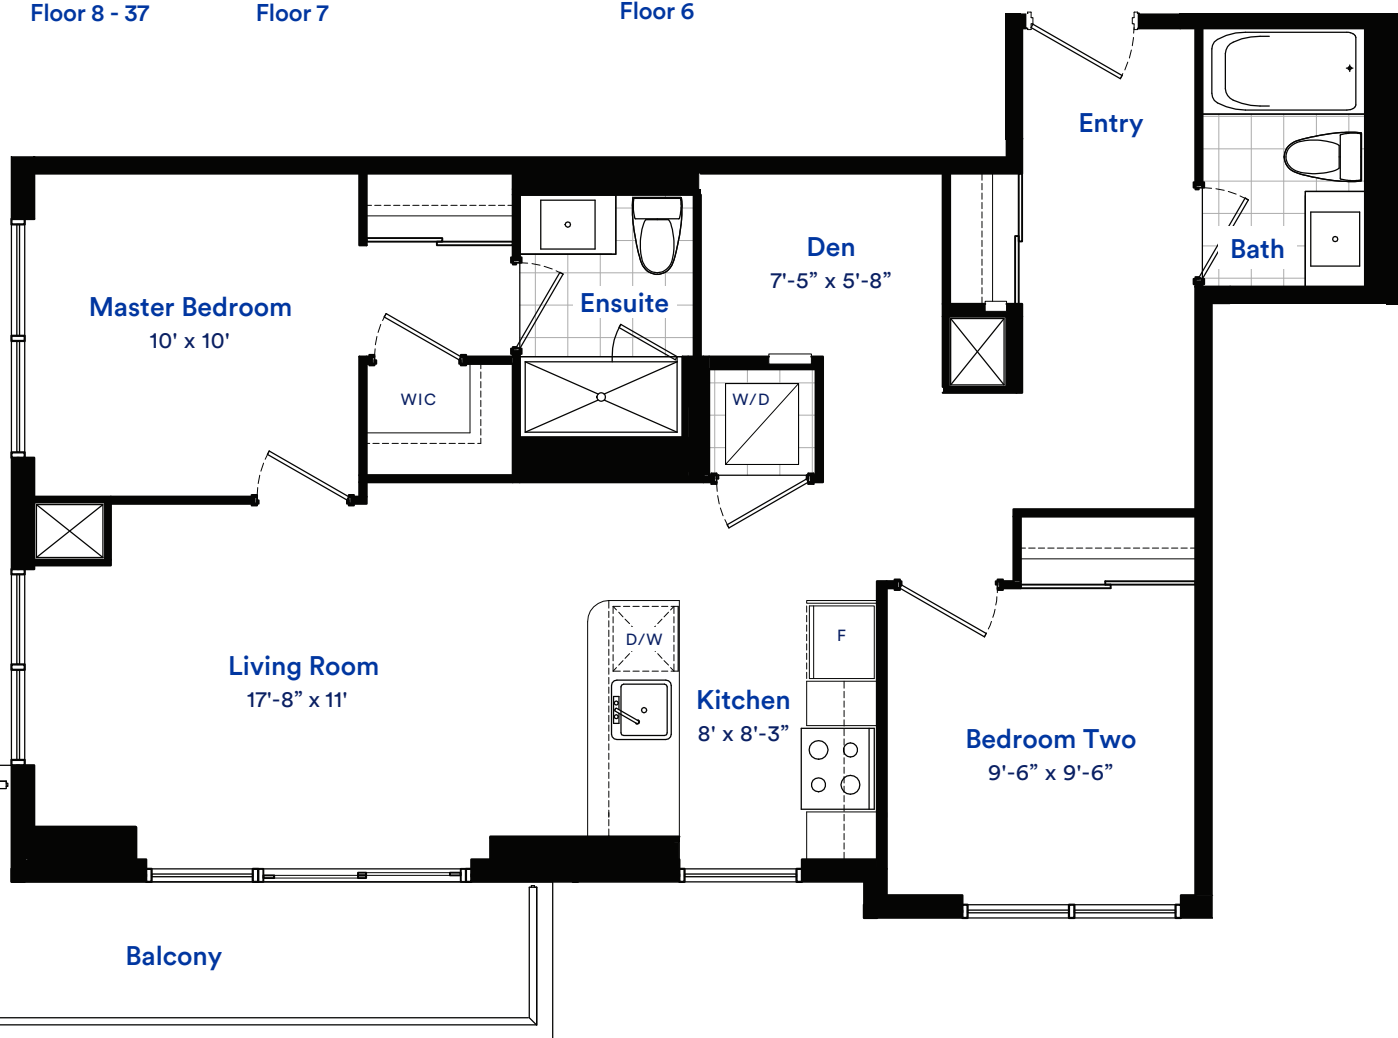 Floor 8 - 37
Floor 7
Floor 6
Entry
Bath
Den
7'-5” x 5'-8”
Master Bedroom
10' x 10'
Ensuite
WIC
W/D
D/W
F
Living Room
17'-8” x 11'
Kitchen
8' x 8'-3”
Bedroom Two
9'-6” x 9'-6”
Balcony